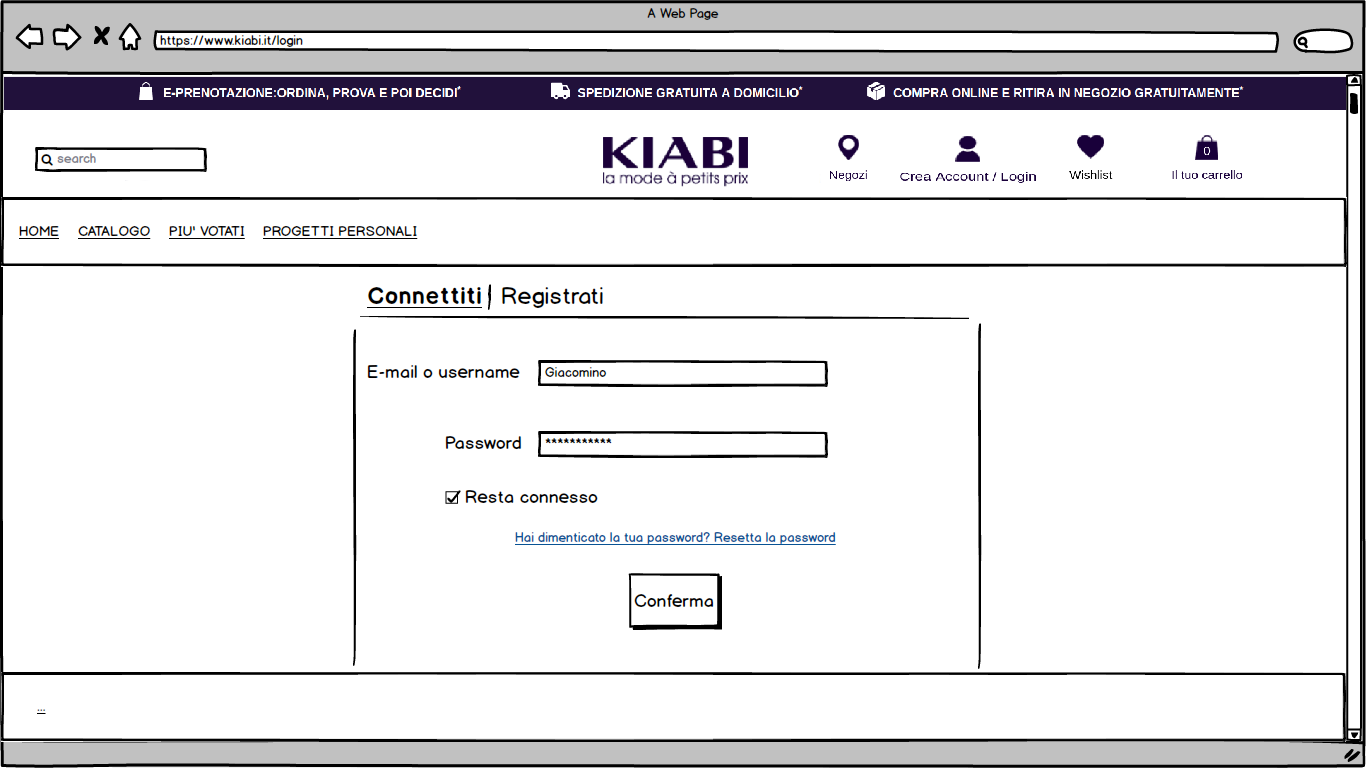 A Web Page
https://www.kiabi.it/login
E-PRENOTAZIONE:ORDINA, PROVA E POI DECIDI* SPEDIZIONE GRATUITA A DOMICILIO* COMPRA ONLINE E RITIRA IN NEGOZIO GRATUITAMENTE*
search
KIABI
la mode à petits prix
Negozi
Crea Account / Login
Wishlist
0
Il tuo carrello
HOME CATALOGO PIU' VOTATI PROGETTI PERSONALI
Connettiti | Registrati
E-mail o username Giacomino
Password ***********
Resta connesso
Hai dimenticato la tua password? Resetta la password
Conferma
...